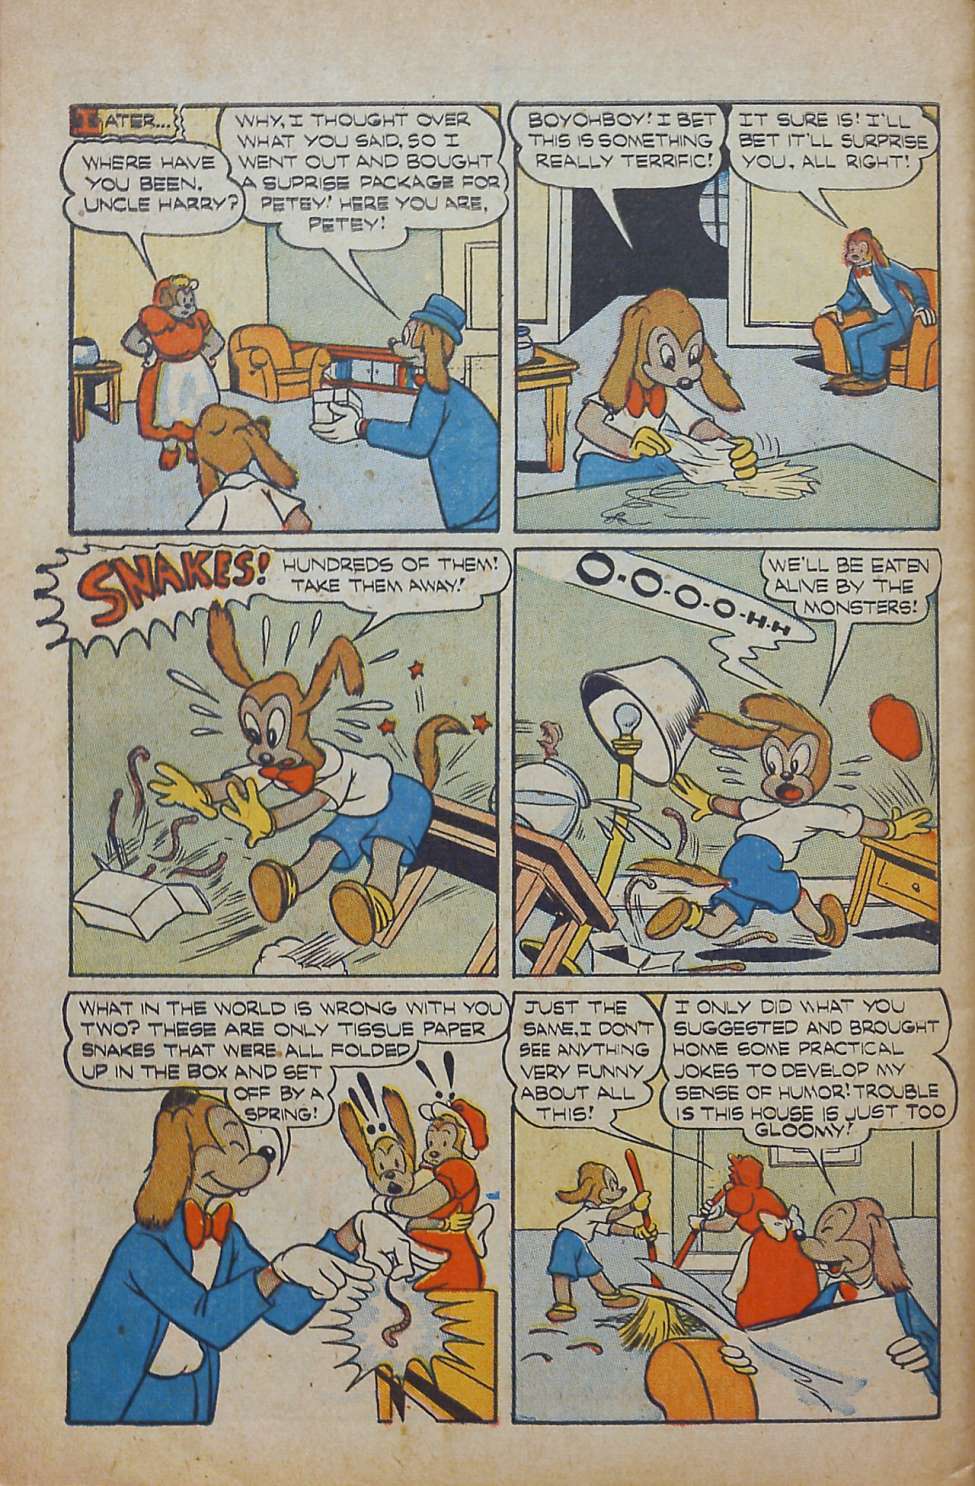 LATER...
WHERE HAVE
YOU BEEN,
UNCLE HARRY?
WHY, I THOUGHT OVER
WHAT YOU SAID, SO I
WENT OUT AND BOUGHT
A SUPRISE PACKAGE FOR
PETEY! HERE YOU ARE,
PETEY!
BOYOHBOY! I BET
THIS IS SOMETHING
REALLY TERRIFIC!
IT SURE IS! I'LL
BET IT'LL SURPRISE
YOU, ALL RIGHT!
SNAKES!
HUNDREDS OF THEM!
TAKE THEM AWAY!
O-O-O-O-H-H
WE'LL BE EATEN
ALIVE BY THE
MONSTERS!
WHAT IN THE WORLD IS WRONG WITH YOU
TWO? THESE ARE ONLY TISSUE PAPER
SNAKES THAT WERE ALL FOLDED
UP IN THE BOX AND SET
OFF BY A
SPRING!
! !
! !
JUST THE
SAME, I DON'T
SEE ANYTHING
VERY FUNNY
ABOUT ALL
THIS!
I ONLY DID WHAT YOU
SUGGESTED AND BROUGHT
HOME SOME PRACTICAL
JOKES TO DEVELOP MY
SENSE OF HUMOR! TROUBLE
IS THIS HOUSE IS JUST TOO
GLOOMY!